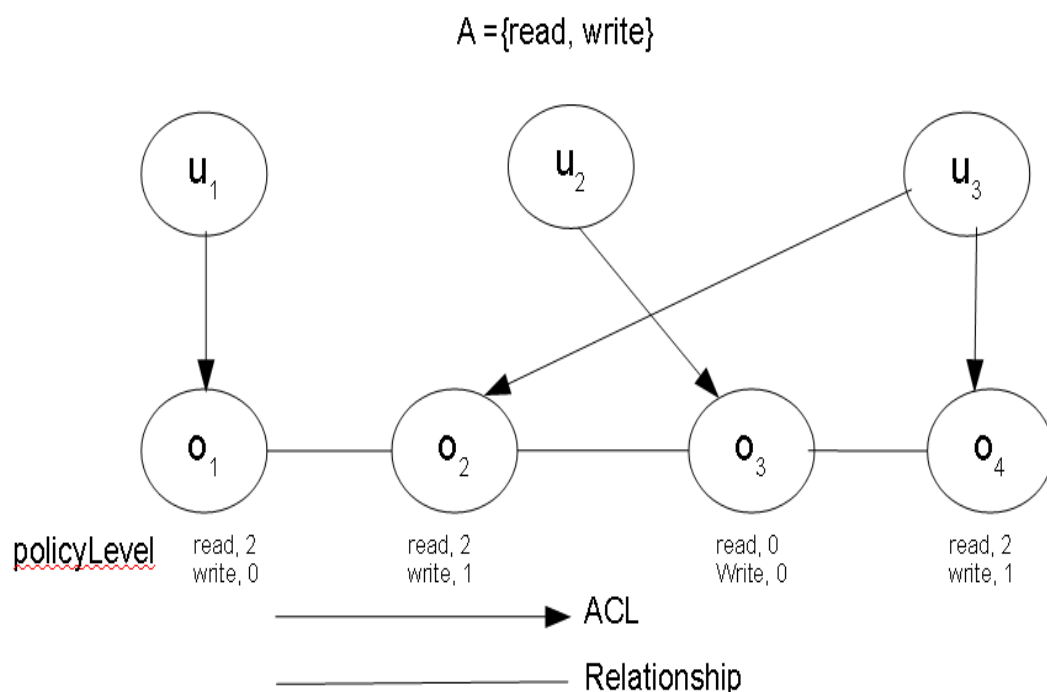 A ={read, write}
u₁ u₂ u₃
o₁ o₂ o₃ o₄
policyLevel read, 2 read, 2 read, 0 read, 2
write, 0 write, 1 Write, 0 write, 1
ACL
Relationship